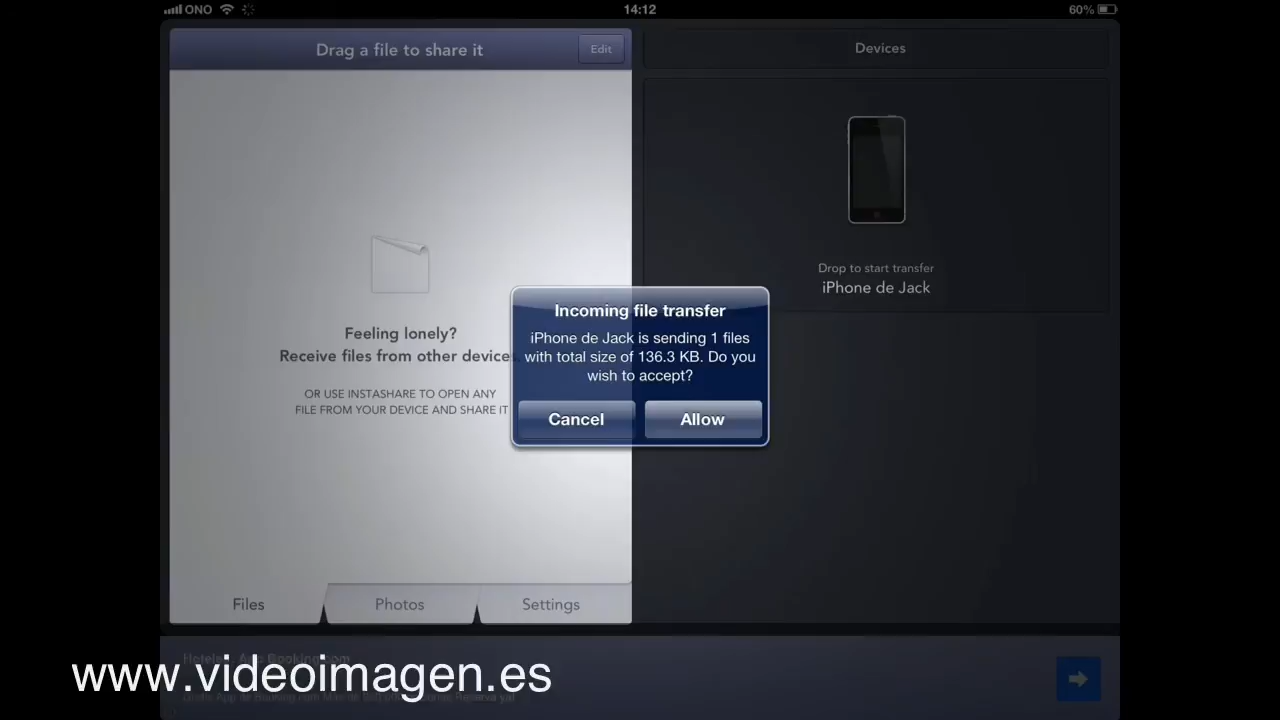 ONO
14:12
60%
Drag a file to share it
Edit
Devices
Drop to start transfer
iPhone de Jack
Feeling lonely?
Receive files from other devices
OR USE INSTASHARE TO OPEN ANY
FILE FROM YOUR DEVICE AND SHARE IT
Incoming file transfer
iPhone de Jack is sending 1 files
with total size of 136.3 KB. Do you
wish to accept?
Cancel
Allow
Files
Photos
Settings
Booking.com
www.videoimagen.es